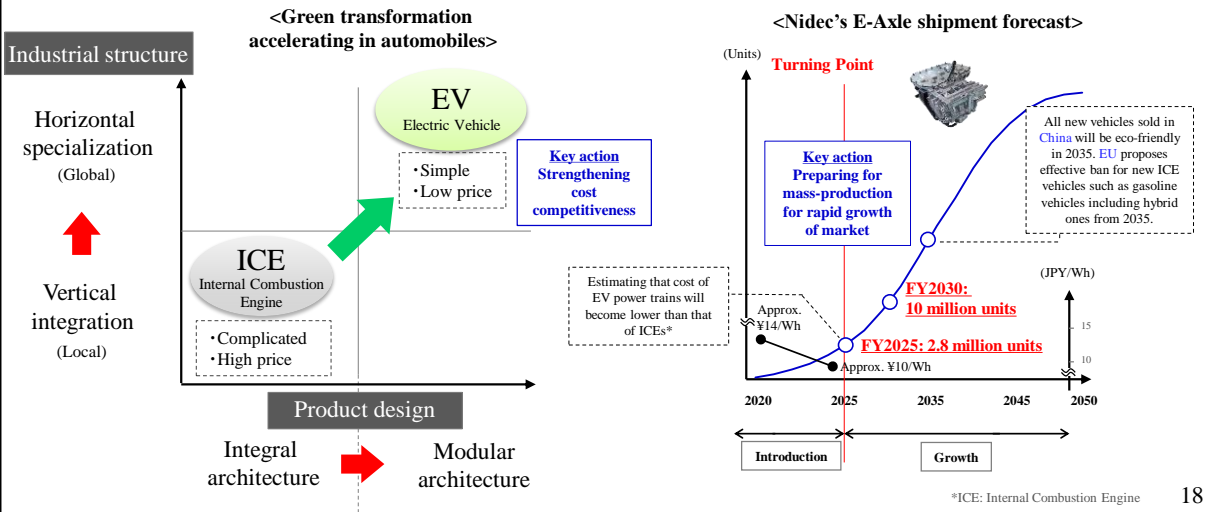 <Green transformation
accelerating in automobiles>
Industrial structure
Horizontal
specialization
(Global)
Vertical
integration
(Local)
EV
Electric Vehicle
・Simple
・Low price
Key action
Strengthening
cost
competitiveness
ICE
Internal Combustion
Engine
・Complicated
・High price
Product design
Integral
architecture
Modular
architecture
<Nidec's E-Axle shipment forecast>
(Units)
Turning Point
Key action
Preparing for
mass-production
for rapid growth
of market
All new vehicles sold in
China will be eco-friendly
in 2035. EU proposes
effective ban for new ICE
vehicles such as gasoline
vehicles including hybrid
ones from 2035.
Estimating that cost of
EV power trains will
become lower than that
of ICEs*
Approx.
¥14/Wh
Approx. ¥10/Wh
FY2030:
10 million units
FY2025: 2.8 million units
(JPY/Wh)
15
10
2020
2025
2035
2045
2050
Introduction
Growth
*ICE: Internal Combustion Engine
18